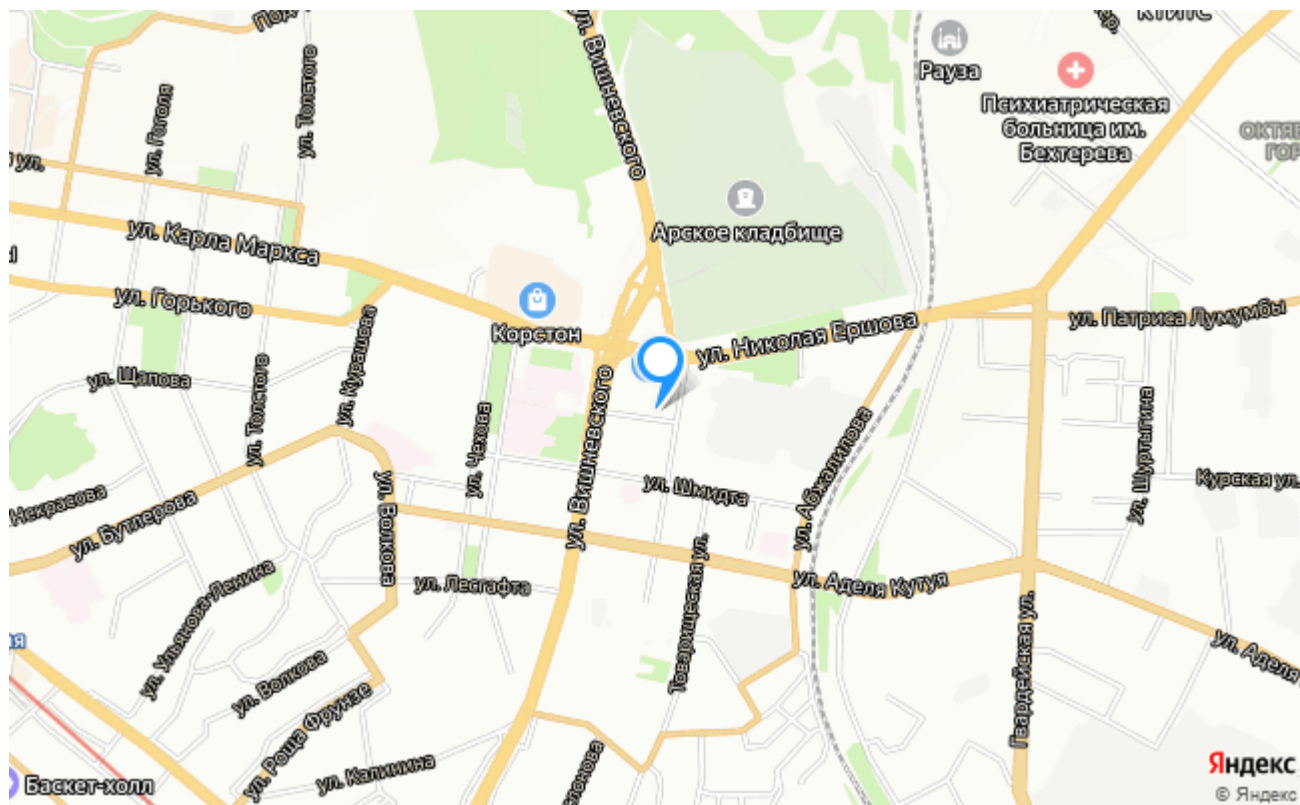 КТИТС
ул. Вишневского
Рауза
Психиатрическая
больница им.
Бехтерева
ул. Гоголя
ул. Толстого
ул.
Арское кладбище
ул. Карла Маркса
ул. Горького
Корстон
ул. Николая Ершова
ул. Патриса Лумумбы
ул. Щапова
ул. Толстого
ул. Курашова
ул. Чехова
ул. Вишневского
ул. Абжалилова
ул. Шуртыгина
Курская ул.
Некрасова
ул. Бутлерова
ул. Волкова
ул. Шмидта
ул. Ульянова-Ленина
ул. Лесгафта
Товарищеская ул.
ул. Аделя Кутуя
Гвардейская ул.
ул. Аделя
ул. Волкова
ул. Роща Фрунзе
ул. Калинина
Баскет-холл
Яндекс
© Яндекс